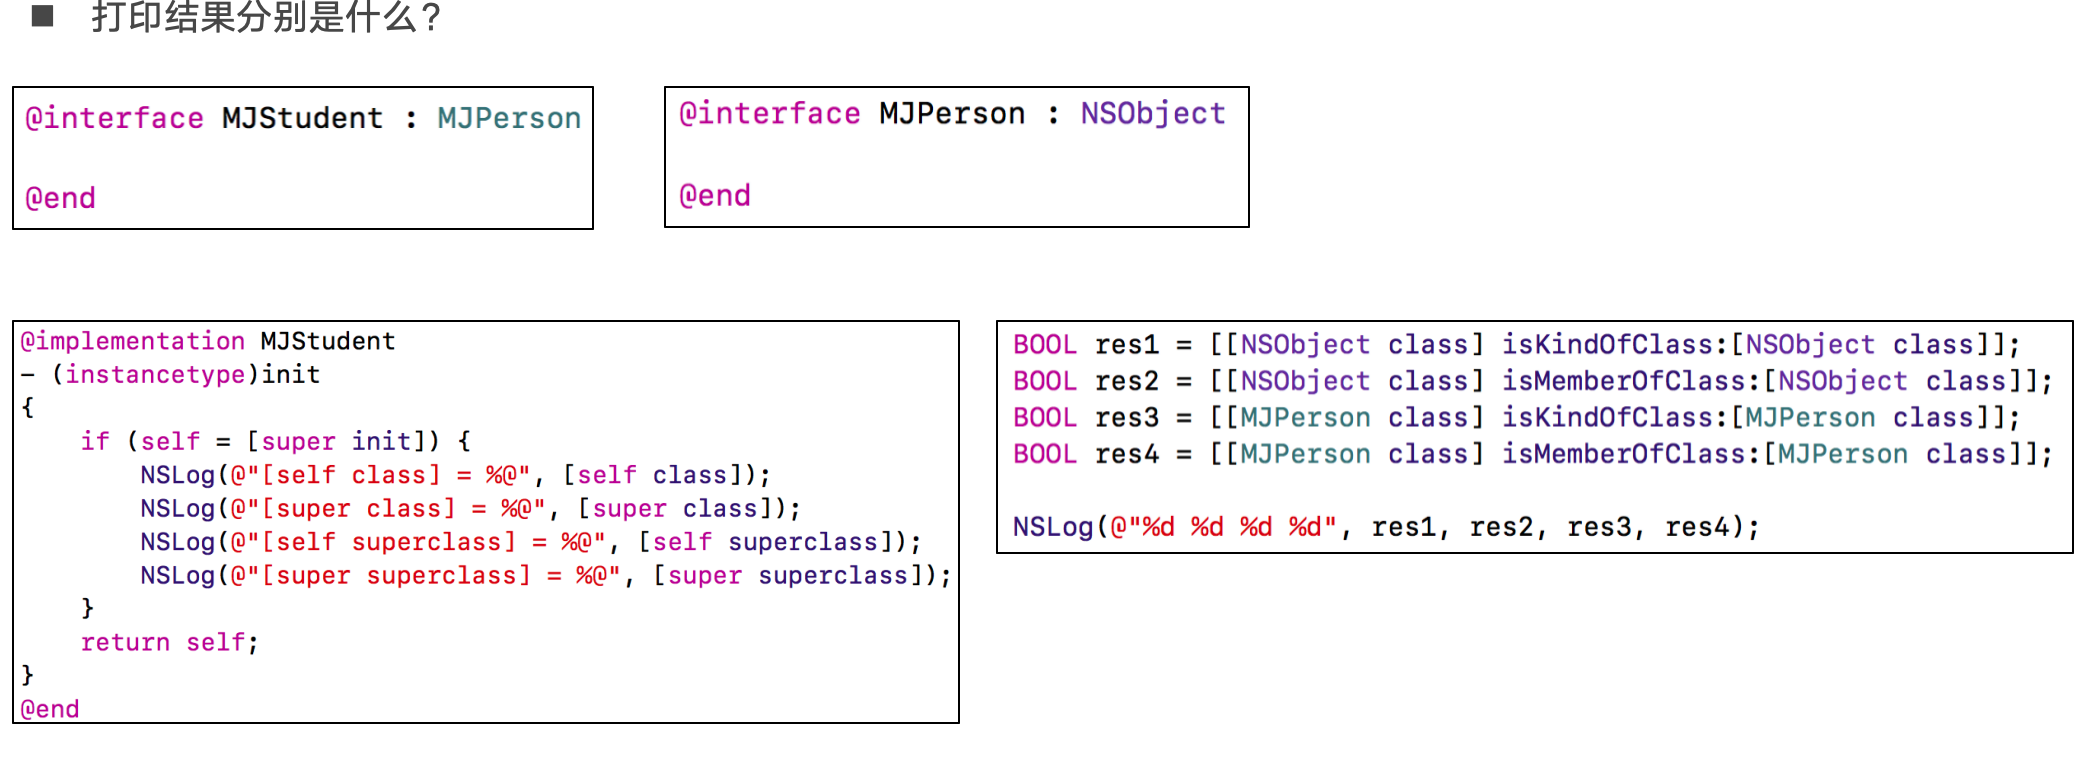 ■ 打印结果分别是什么?
@interface MJStudent : MJPerson
@end
@interface MJPerson : NSObject
@end
@implementation MJStudent
- (instancetype)init
{
    if (self = [super init]) {
        NSLog(@"[self class] = %@", [self class]);
        NSLog(@"[super class] = %@", [super class]);
        NSLog(@"[self superclass] = %@", [self superclass]);
        NSLog(@"[super superclass] = %@", [super superclass]);
    }
    return self;
}
@end
BOOL res1 = [[NSObject class] isKindOfClass:[NSObject class]];
BOOL res2 = [[NSObject class] isMemberOfClass:[NSObject class]];
BOOL res3 = [[MJPerson class] isKindOfClass:[MJPerson class]];
BOOL res4 = [[MJPerson class] isMemberOfClass:[MJPerson class]];
NSLog(@"%d %d %d %d", res1, res2, res3, res4);